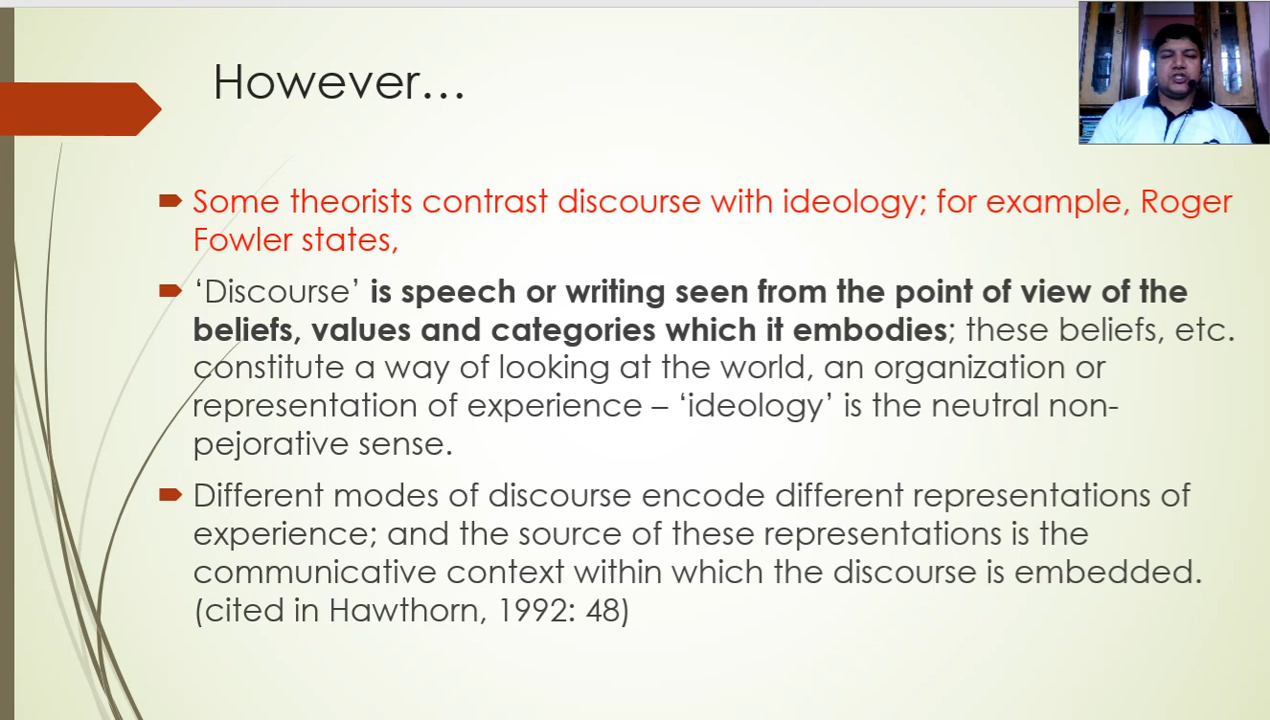 However…
Some theorists contrast discourse with ideology; for example, Roger
Fowler states,
‘Discourse’ is speech or writing seen from the point of view of the
beliefs, values and categories which it embodies; these beliefs, etc.
constitute a way of looking at the world, an organization or
representation of experience – ‘ideology’ is the neutral non-
pejorative sense.
Different modes of discourse encode different representations of
experience; and the source of these representations is the
communicative context within which the discourse is embedded.
(cited in Hawthorn, 1992: 48)